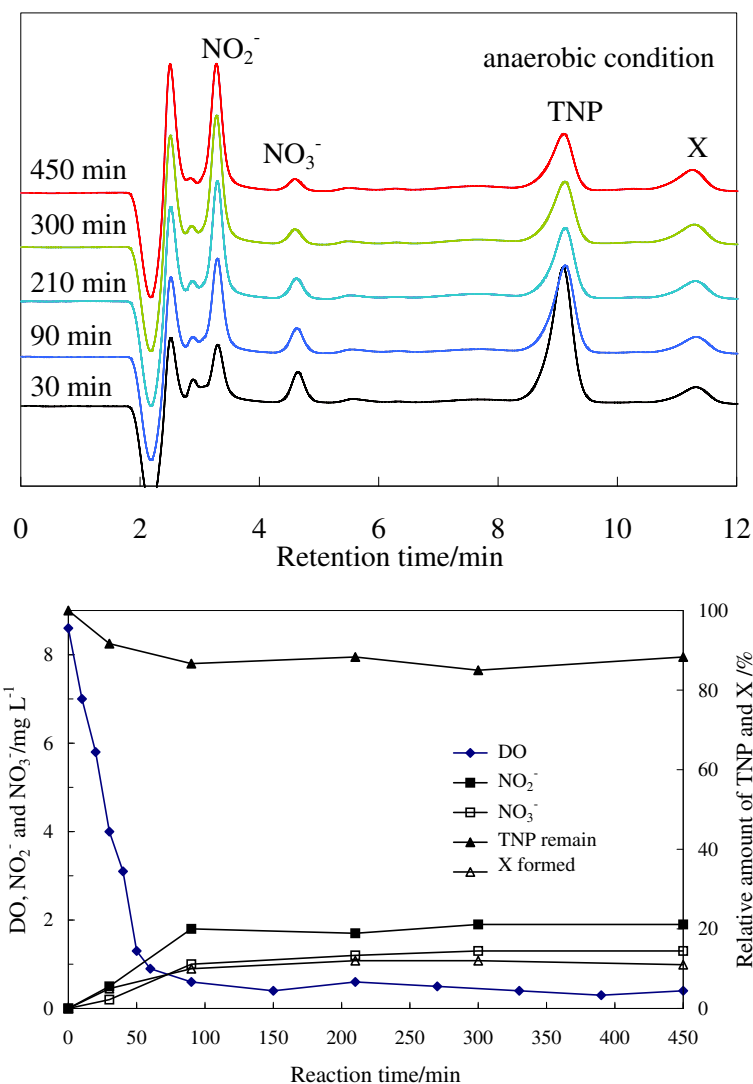 NO₂⁻
anaerobic condition
TNP
NO₃⁻
X
450 min
300 min
210 min
90 min
30 min
0 2 4 6 8 10 12
Retention time/min
DO, NO₂⁻ and NO₃⁻/mg L⁻¹
8
6
4
2
0
Relative amount of TNP and X /%
100
80
60
40
20
0
DO
NO₂⁻
NO₃⁻
TNP remain
X formed
0 50 100 150 200 250 300 350 400 450
Reaction time/min